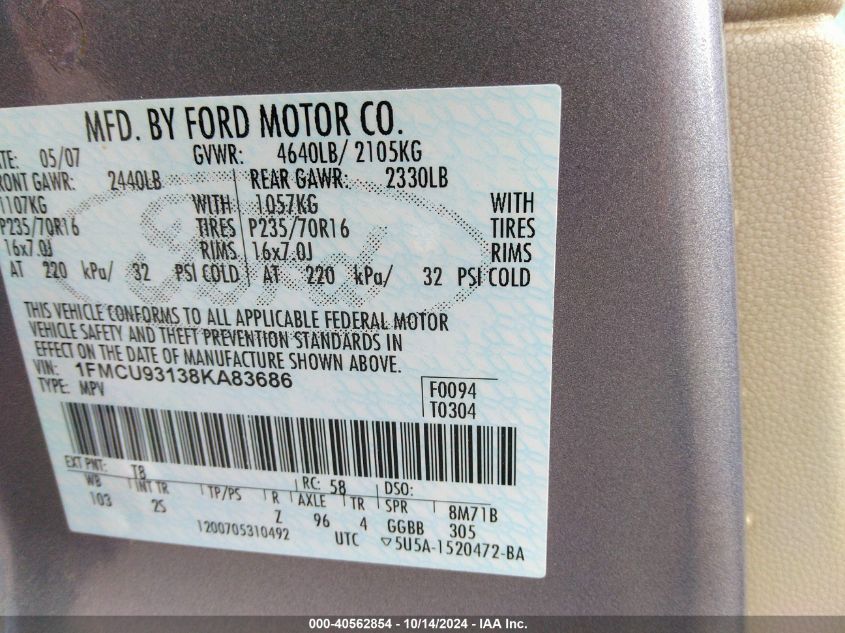 MFD. BY FORD MOTOR CO.
TE: 05/07 GVWR: 4640LB/ 2105KG
RONT GAWR: 2440LB REAR GAWR: 2330LB
1107KG WITH 1057KG WITH
P235/70R16 TIRES P235/70R16 TIRES
16x7.0J RIMS 16x7.0J RIMS
AT 220 kPa/ 32 PSI COLD AT 220 kPa/ 32 PSI COLD
Ford
THIS VEHICLE CONFORMS TO ALL APPLICABLE FEDERAL MOTOR
VEHICLE SAFETY AND THEFT PREVENTION STANDARDS IN
EFFECT ON THE DATE OF MANUFACTURE SHOWN ABOVE.
VIN: 1FMCU93138KA83686
TYPE: MPV
F0094
T0304
EXT PNT: T8 RC: 58 DSO:
WB INT TR TP/PS R AXLE TR SPR 8M71B
103 2S Z 96 4 GGBB 305
1200705310492 UTC ▽5U5A-1520472-BA
000-40562854 - 10/14/2024 - IAA Inc.